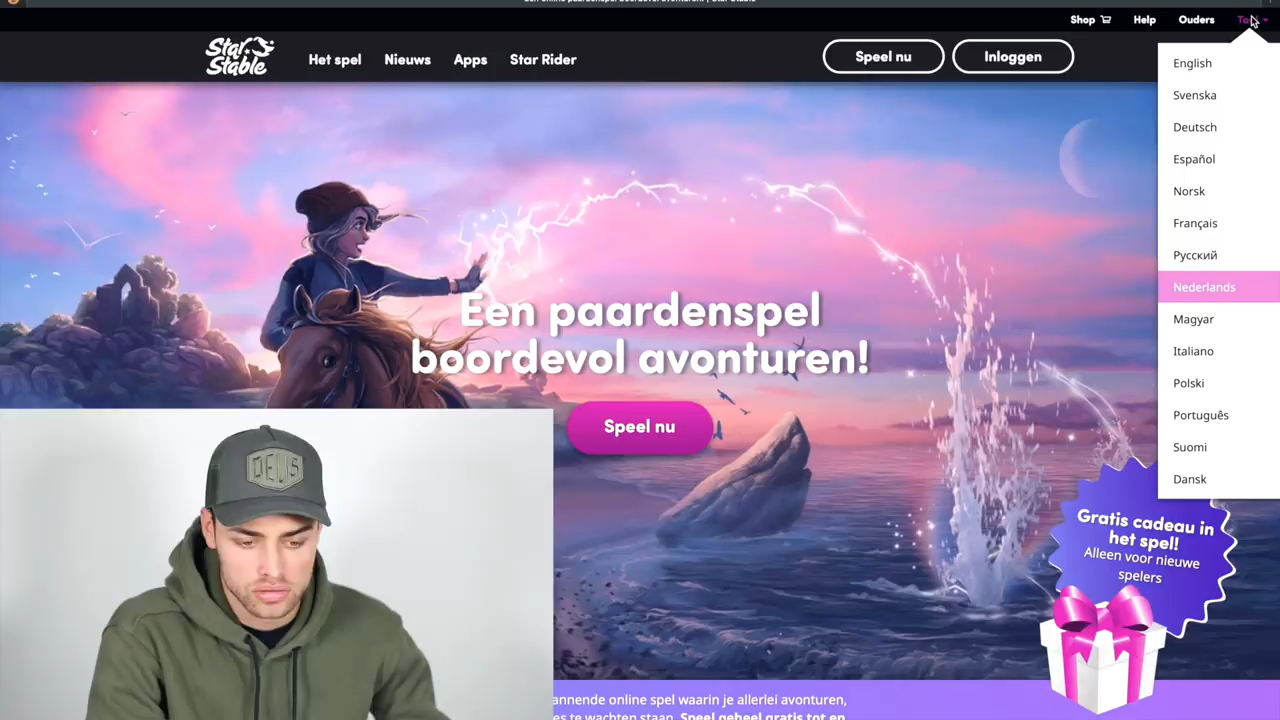 Een online paardenspel boordevol avonturen! | Star Stable
Shop Help Ouders
Star Stable
Het spel Nieuws Apps Star Rider Speel nu Inloggen
English
Svenska
Deutsch
Español
Norsk
Français
Русский
Nederlands
Magyar
Italiano
Polski
Português
Suomi
Dansk
Een paardenspel
boordevol avonturen!
Speel nu
DEUS
Gratis cadeau in
het spel!
Alleen voor nieuwe
spelers
online spel waarin je allerlei avonturen,
te wachten staan. Speel geheel gratis tot en